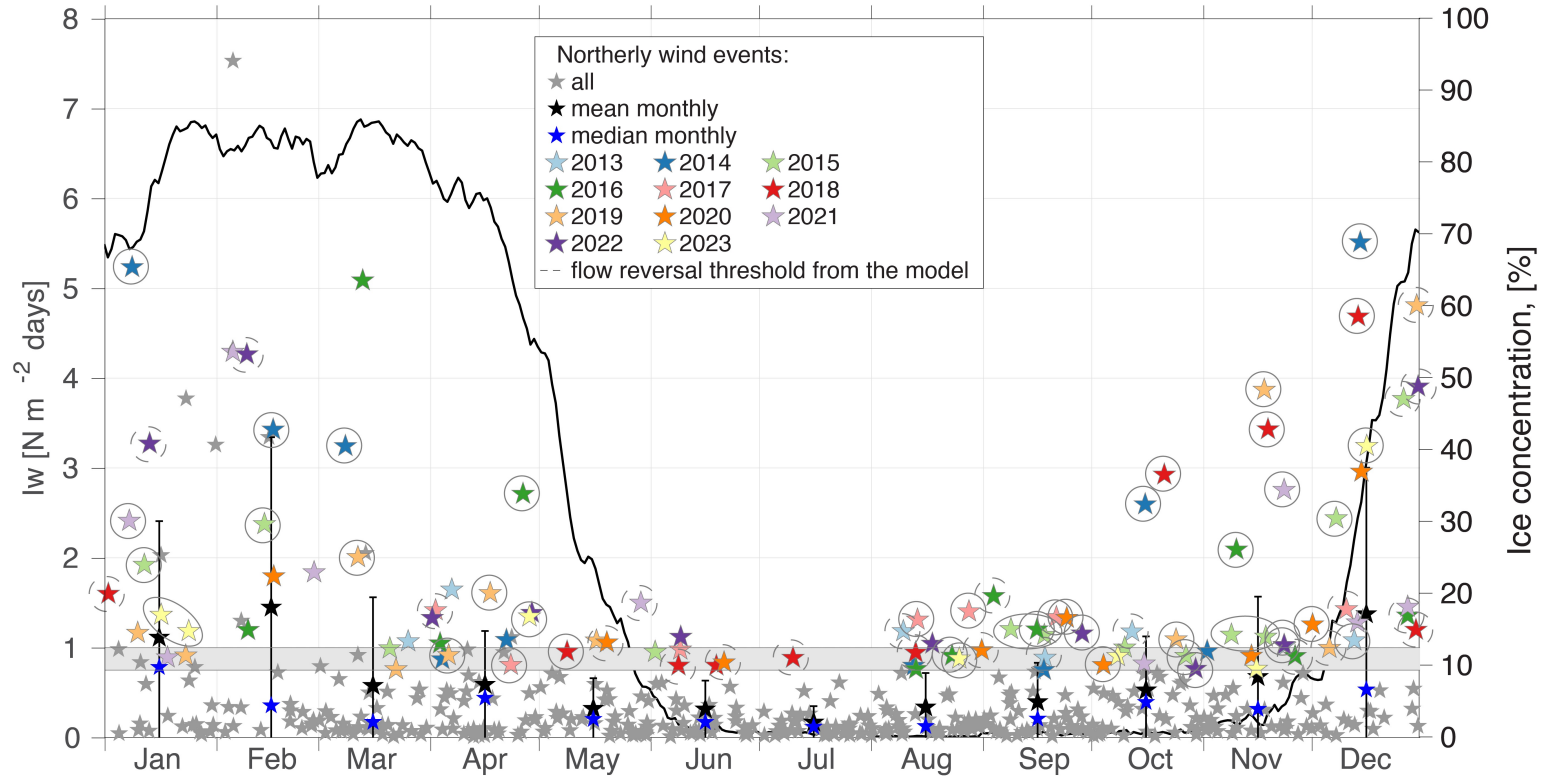 8
7
6
5
4
3
2
1
0
Iw [N m -2 days]
Northerly wind events:
all
mean monthly
median monthly
2013 2014 2015
2016 2017 2018
2019 2020 2021
2022 2023
flow reversal threshold from the model
100
90
80
70
60
50
40
30
20
10
0
Ice concentration, [%]
Jan Feb Mar Apr May Jun Jul Aug Sep Oct Nov Dec